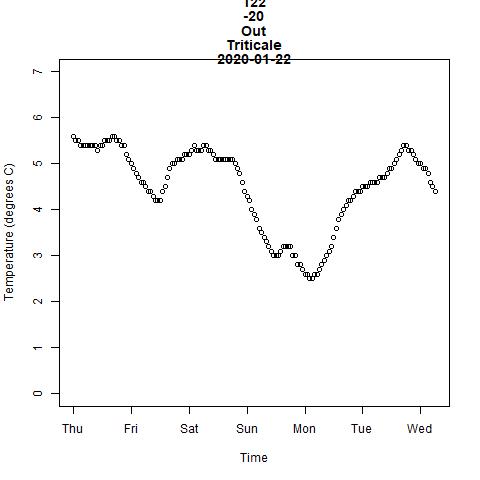 122
-20
Out
Triticale
2020-01-22
Temperature (degrees C)
7
6
5
4
3
2
1
0
Thu Fri Sat Sun Mon Tue Wed
Time